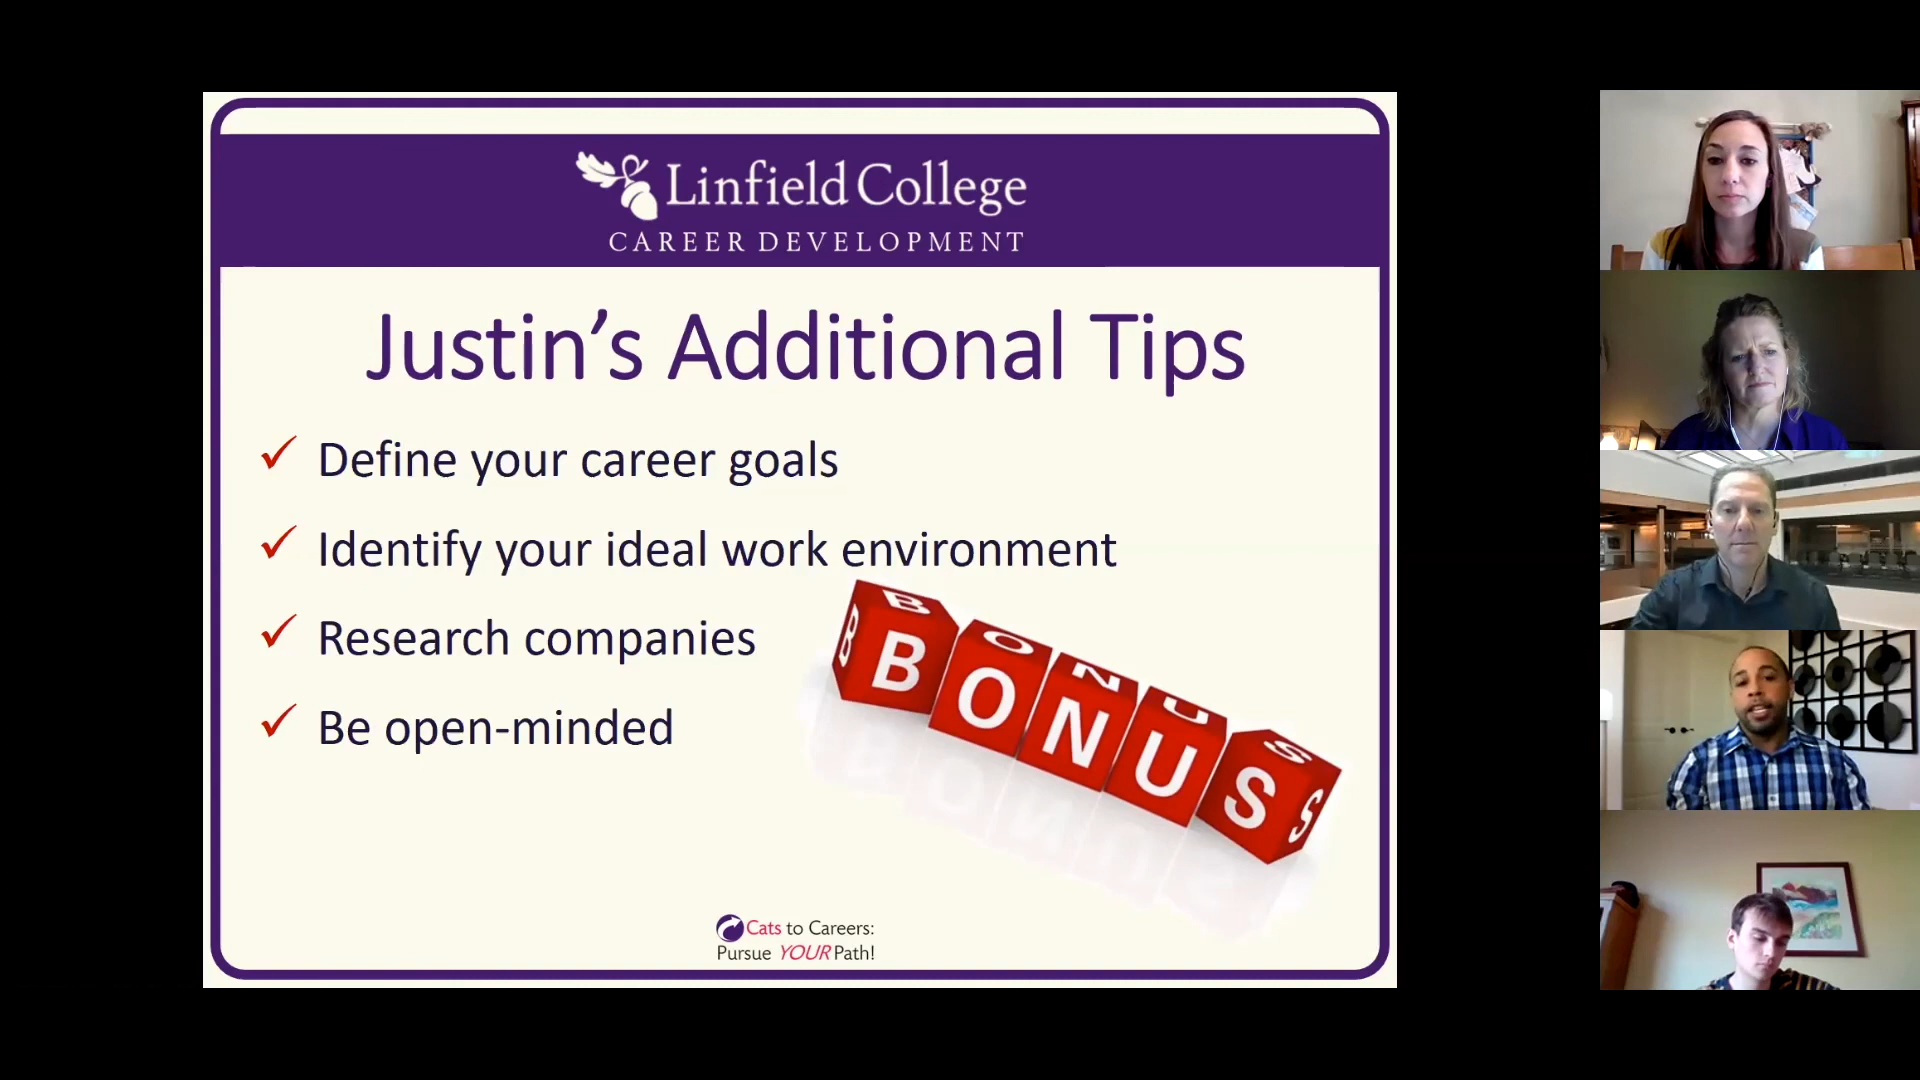 Linfield College
CAREER DEVELOPMENT
Justin’s Additional Tips
Define your career goals
Identify your ideal work environment
Research companies
Be open-minded
BONUS
BONUS
Cats to Careers:
Pursue YOUR Path!